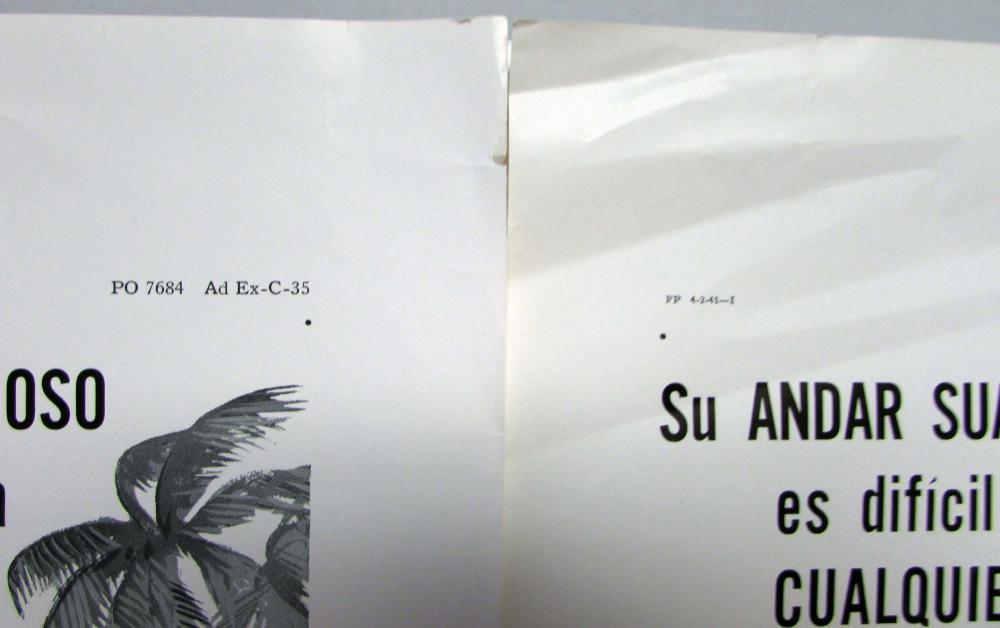 PO 7684 Ad Ex-C-35
OSO
FP 4-2-41—I
Su ANDAR SUA
es difícil
CUALQUIE